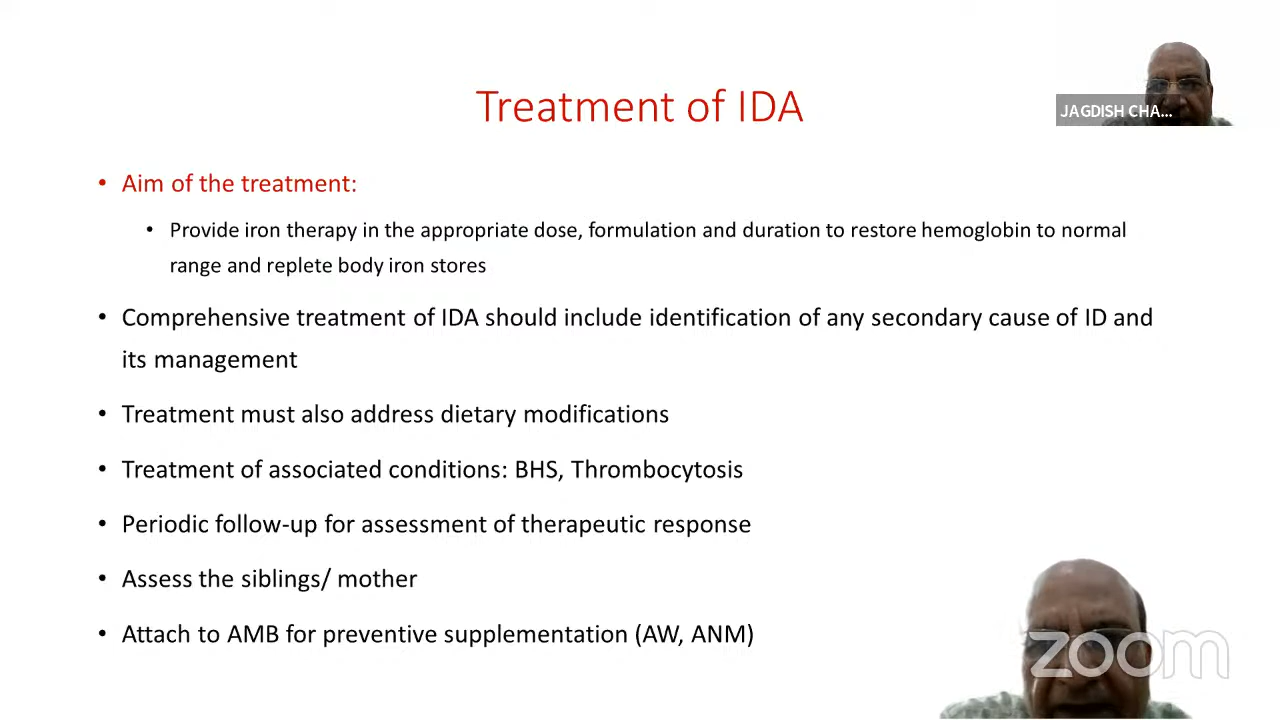 Treatment of IDA
JAGDISH CHA...
• Aim of the treatment:
• Provide iron therapy in the appropriate dose, formulation and duration to restore hemoglobin to normal
range and replete body iron stores
• Comprehensive treatment of IDA should include identification of any secondary cause of ID and
its management
• Treatment must also address dietary modifications
• Treatment of associated conditions: BHS, Thrombocytosis
• Periodic follow-up for assessment of therapeutic response
• Assess the siblings/ mother
• Attach to AMB for preventive supplementation (AW, ANM)
zoom